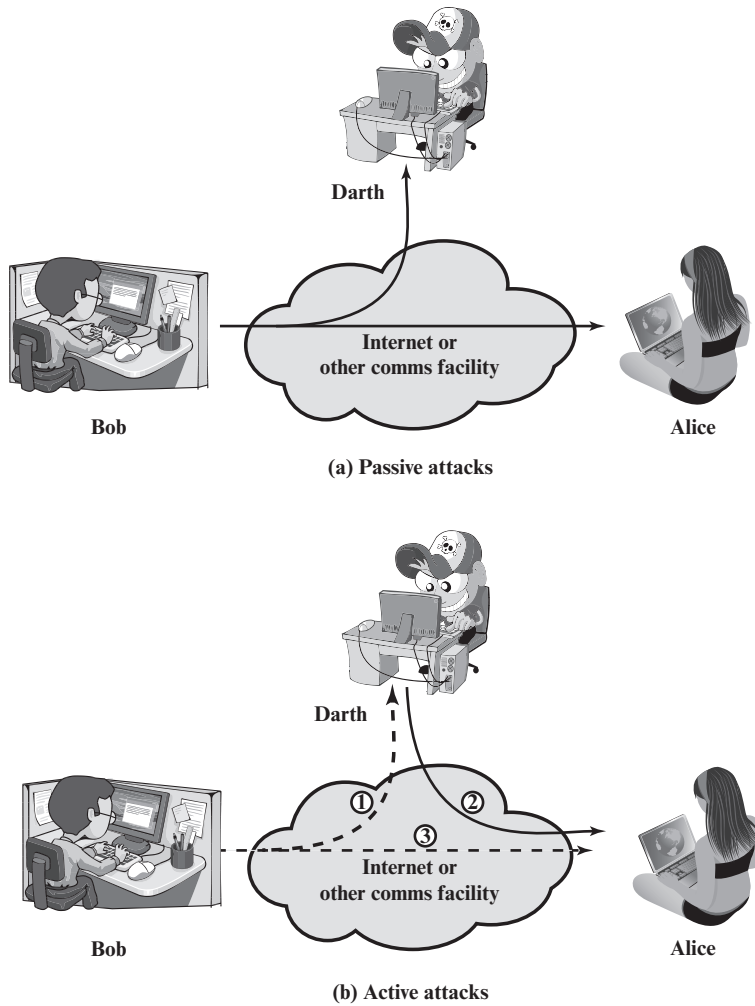 Darth
Internet or
other comms facility
Bob
Alice
(a) Passive attacks
Darth
1
2
3
Internet or
other comms facility
Bob
Alice
(b) Active attacks